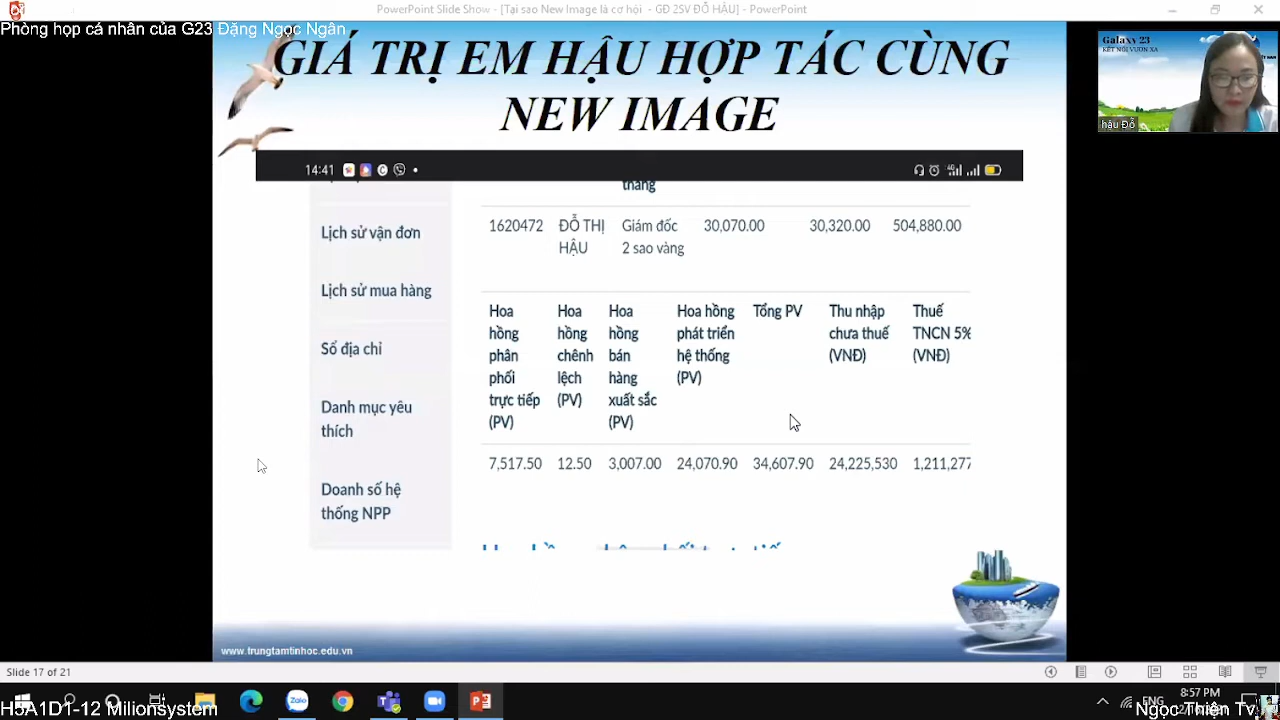 PowerPoint Slide Show - [Tại sao New Image là cơ hội - GĐ 2SV ĐỖ HẬU] - PowerPoint
Phòng họp cá nhân của G23 Đặng Ngọc Ngân
GIÁ TRỊ EM HẬU HỢP TÁC CÙNG
NEW IMAGE
Galaxy 23
KẾT NỐI VƯƠN XA
hậu Đỗ
14:41
tháng
Lịch sử vận đơn
Lịch sử mua hàng
Sổ địa chỉ
Danh mục yêu
thích
Doanh số hệ
thống NPP
1620472 ĐỖ THỊ Giám đốc 30,070.00 30,320.00 504,880.00
HẬU 2 sao vàng
Hoa Hoa Hoa Hoa hồng Tổng PV Thu nhập Thuế
hồng hồng hồng phát triển chưa thuế TNCN 5%
phân chênh bán hệ thống (VNĐ) (VNĐ)
phối lệch hàng (PV)
trực tiếp (PV) xuất sắc
(PV) (PV)
7,517.50 12.50 3,007.00 24,070.90 34,607.90 24,225,530 1,211,277
www.trungtamtinhoc.edu.vn
Slide 17 of 21
8:57 PM
ENG
H5A1D1-12 Milionsystem
Ngọc Thiên Tv